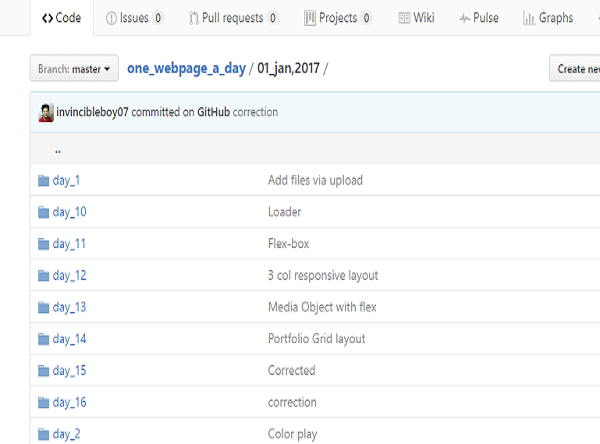 Code Issues 0 Pull requests 0 Projects 0 Wiki Pulse Graphs
Branch: master one_webpage_a_day / 01_jan,2017 / Create new
invincibleboy07 committed on GitHub correction
..
day_1 Add files via upload
day_10 Loader
day_11 Flex-box
day_12 3 col responsive layout
day_13 Media Object with flex
day_14 Portfolio Grid layout
day_15 Corrected
day_16 correction
day_2 Color play